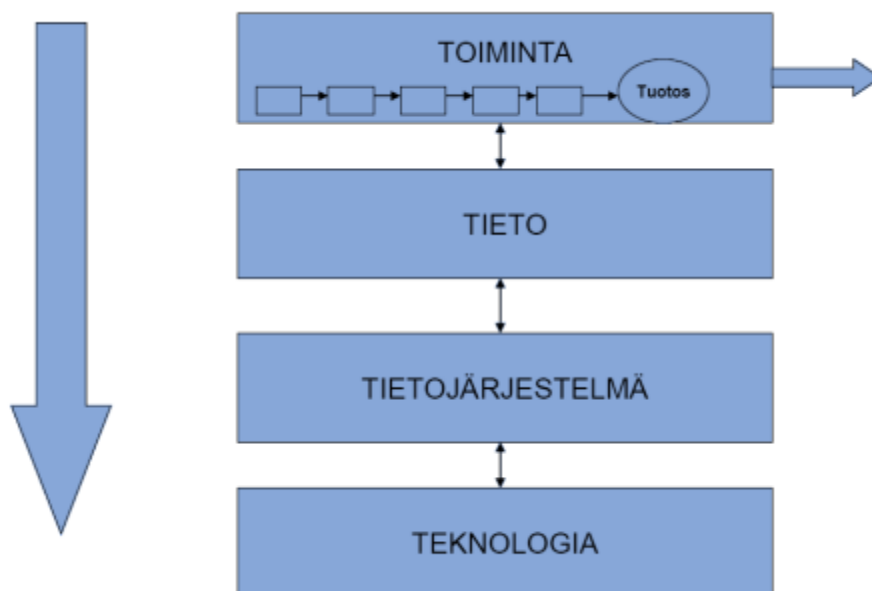 TOIMINTA
Tuotos
TIETO
TIETOJÄRJESTELMÄ
TEKNOLOGIA